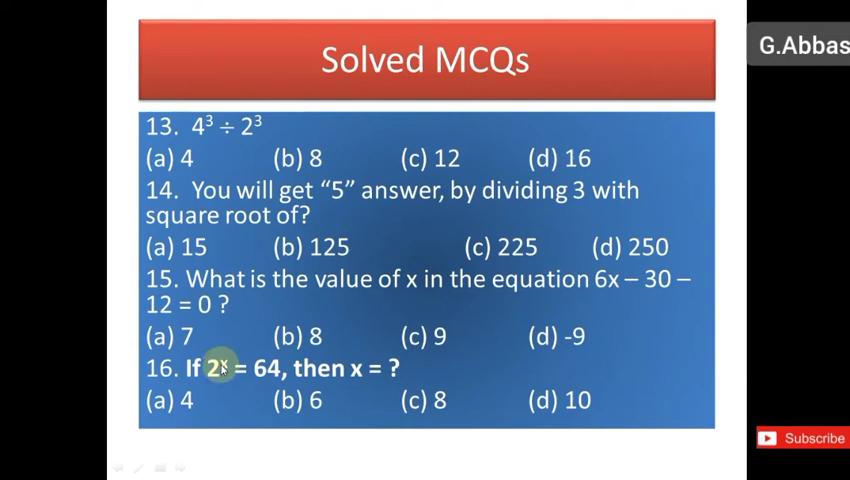 Solved MCQs
G.Abbas
13. 4³ ÷ 2³
(a) 4 (b) 8 (c) 12 (d) 16
14. You will get “5” answer, by dividing 3 with
square root of?
(a) 15 (b) 125 (c) 225 (d) 250
15. What is the value of x in the equation 6x – 30 –
12 = 0 ?
(a) 7 (b) 8 (c) 9 (d) -9
16. If 2ˣ = 64, then x = ?
(a) 4 (b) 6 (c) 8 (d) 10
Subscribe